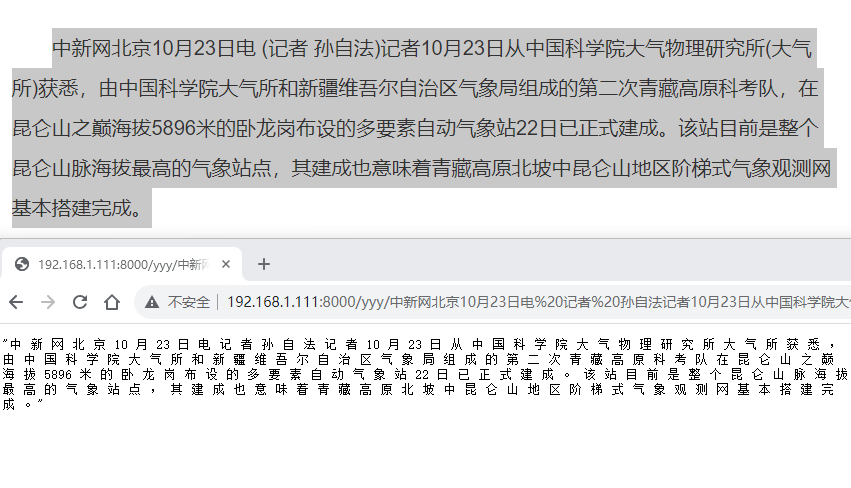 中新网北京10月23日电 (记者 孙自法)记者10月23日从中国科学院大气物理研究所(大气
所)获悉，由中国科学院大气所和新疆维吾尔自治区气象局组成的第二次青藏高原科考队，在
昆仑山之巅海拔5896米的卧龙岗布设的多要素自动气象站22日已正式建成。该站目前是整个
昆仑山脉海拔最高的气象站点，其建成也意味着青藏高原北坡中昆仑山地区阶梯式气象观测网
基本搭建完成。
192.168.1.111:8000/yyy/中新网
不安全 192.168.1.111:8000/yyy/中新网北京10月23日电%20记者%20孙自法记者10月23日从中国科学院大
"中 新 网 北 京 10 月 23 日 电 记 者 孙 自 法 记 者 10 月 23 日 从 中 国 科 学 院 大 气 物 理 研 究 所 大 气 所 获 悉 ，
由 中 国 科 学 院 大 气 所 和 新 疆 维 吾 尔 自 治 区 气 象 局 组 成 的 第 二 次 青 藏 高 原 科 考 队 在 昆 仑 山 之 巅
海 拔 5896 米 的 卧 龙 岗 布 设 的 多 要 素 自 动 气 象 站 22 日 已 正 式 建 成 。 该 站 目 前 是 整 个 昆 仑 山 脉 海 拔
最 高 的 气 象 站 点 ， 其 建 成 也 意 味 着 青 藏 高 原 北 坡 中 昆 仑 山 地 区 阶 梯 式 气 象 观 测 网 基 本 搭 建 完
成 。"